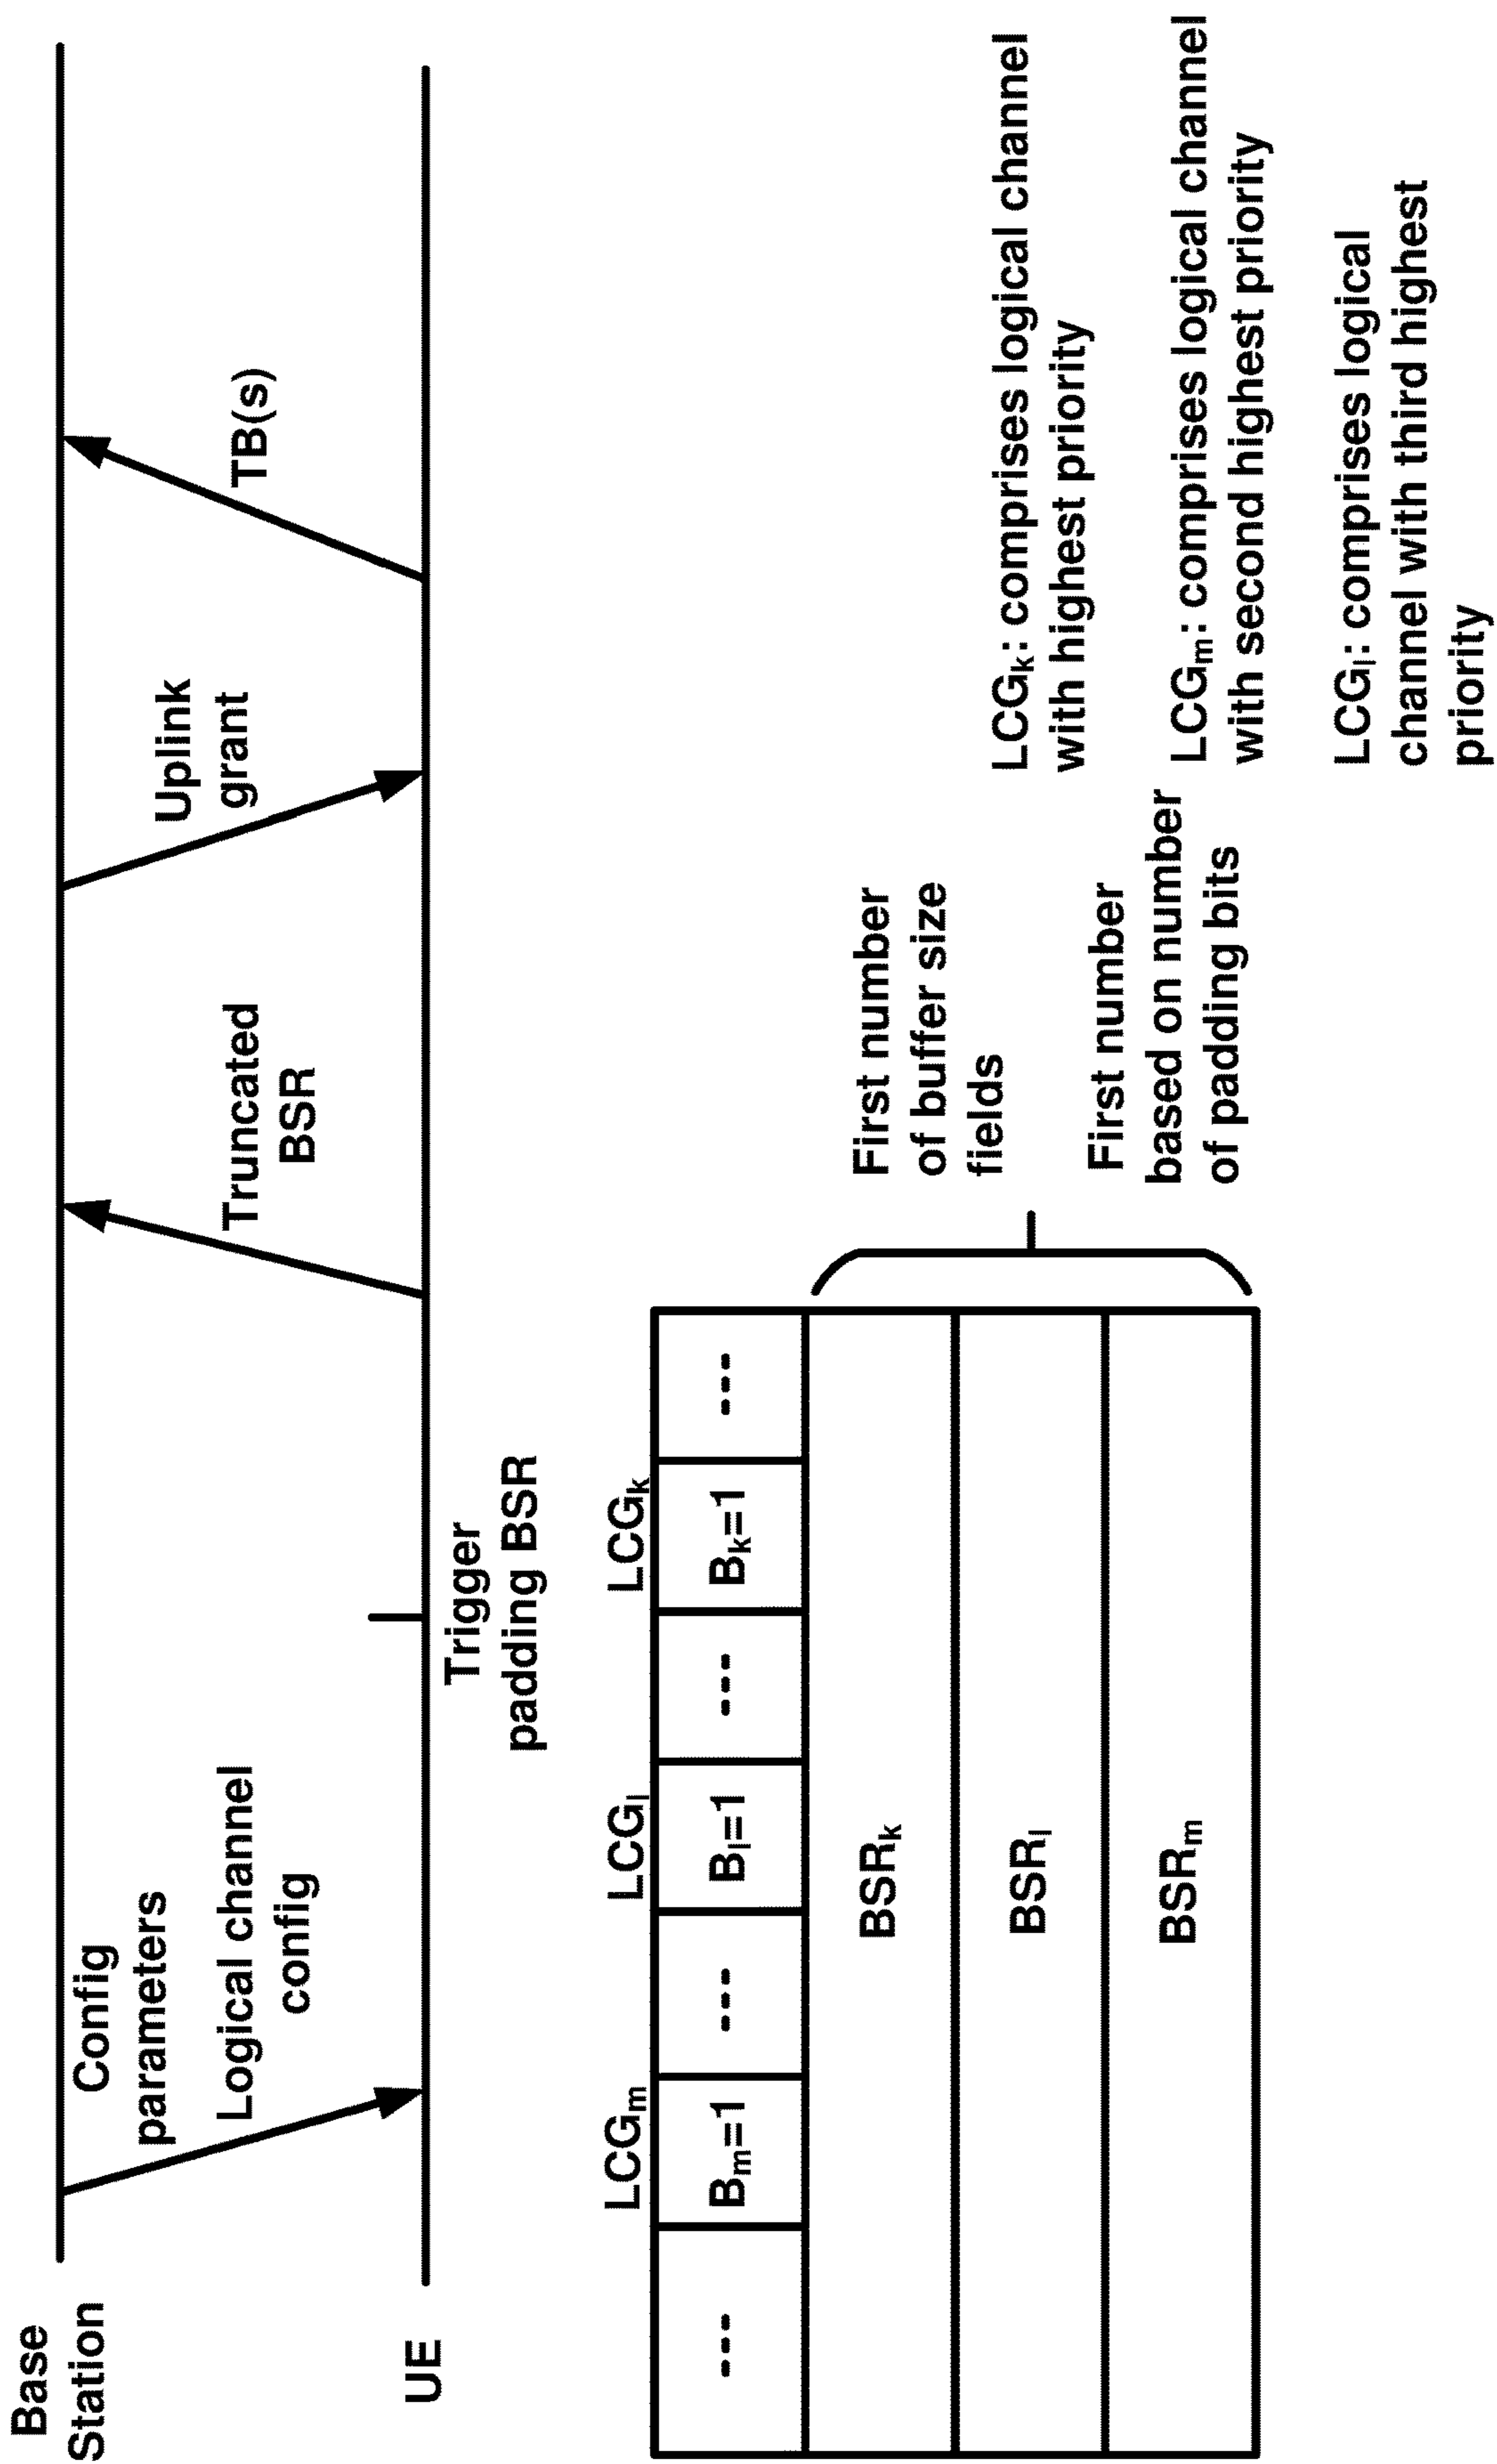 Base
Station
UE
Config
parameters
Logical channel
config
Trigger
padding BSR
Truncated
BSR
Uplink
grant
TB(s)
LCGm
LCGl
LCGk
---
Bm=1
---
Bl=1
---
Bk=1
---
BSRk
BSRl
BSRm
First number
of buffer size
fields
First number
based on number
of padding bits
LCGk: comprises logical channel
with highest priority
LCGm: comprises logical channel
with second highest priority
LCGl: comprises logical
channel with third highest
priority